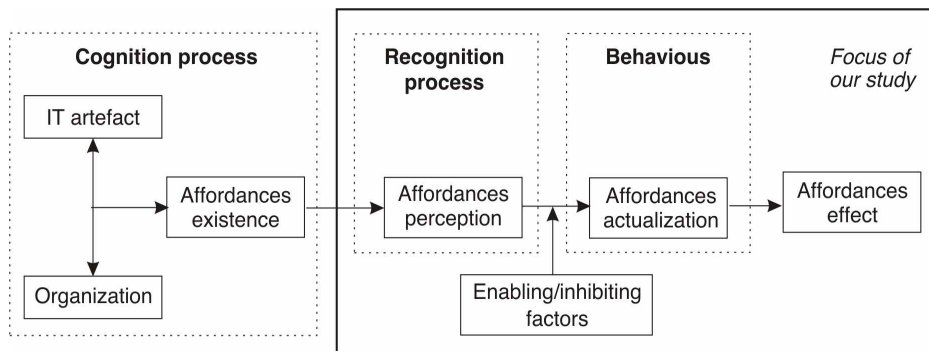 Cognition process
IT artefact
Affordances
existence
Organization
Recognition
process
Affordances
perception
Enabling/inhibiting
factors
Behavious
Affordances
actualization
Focus of
our study
Affordances
effect